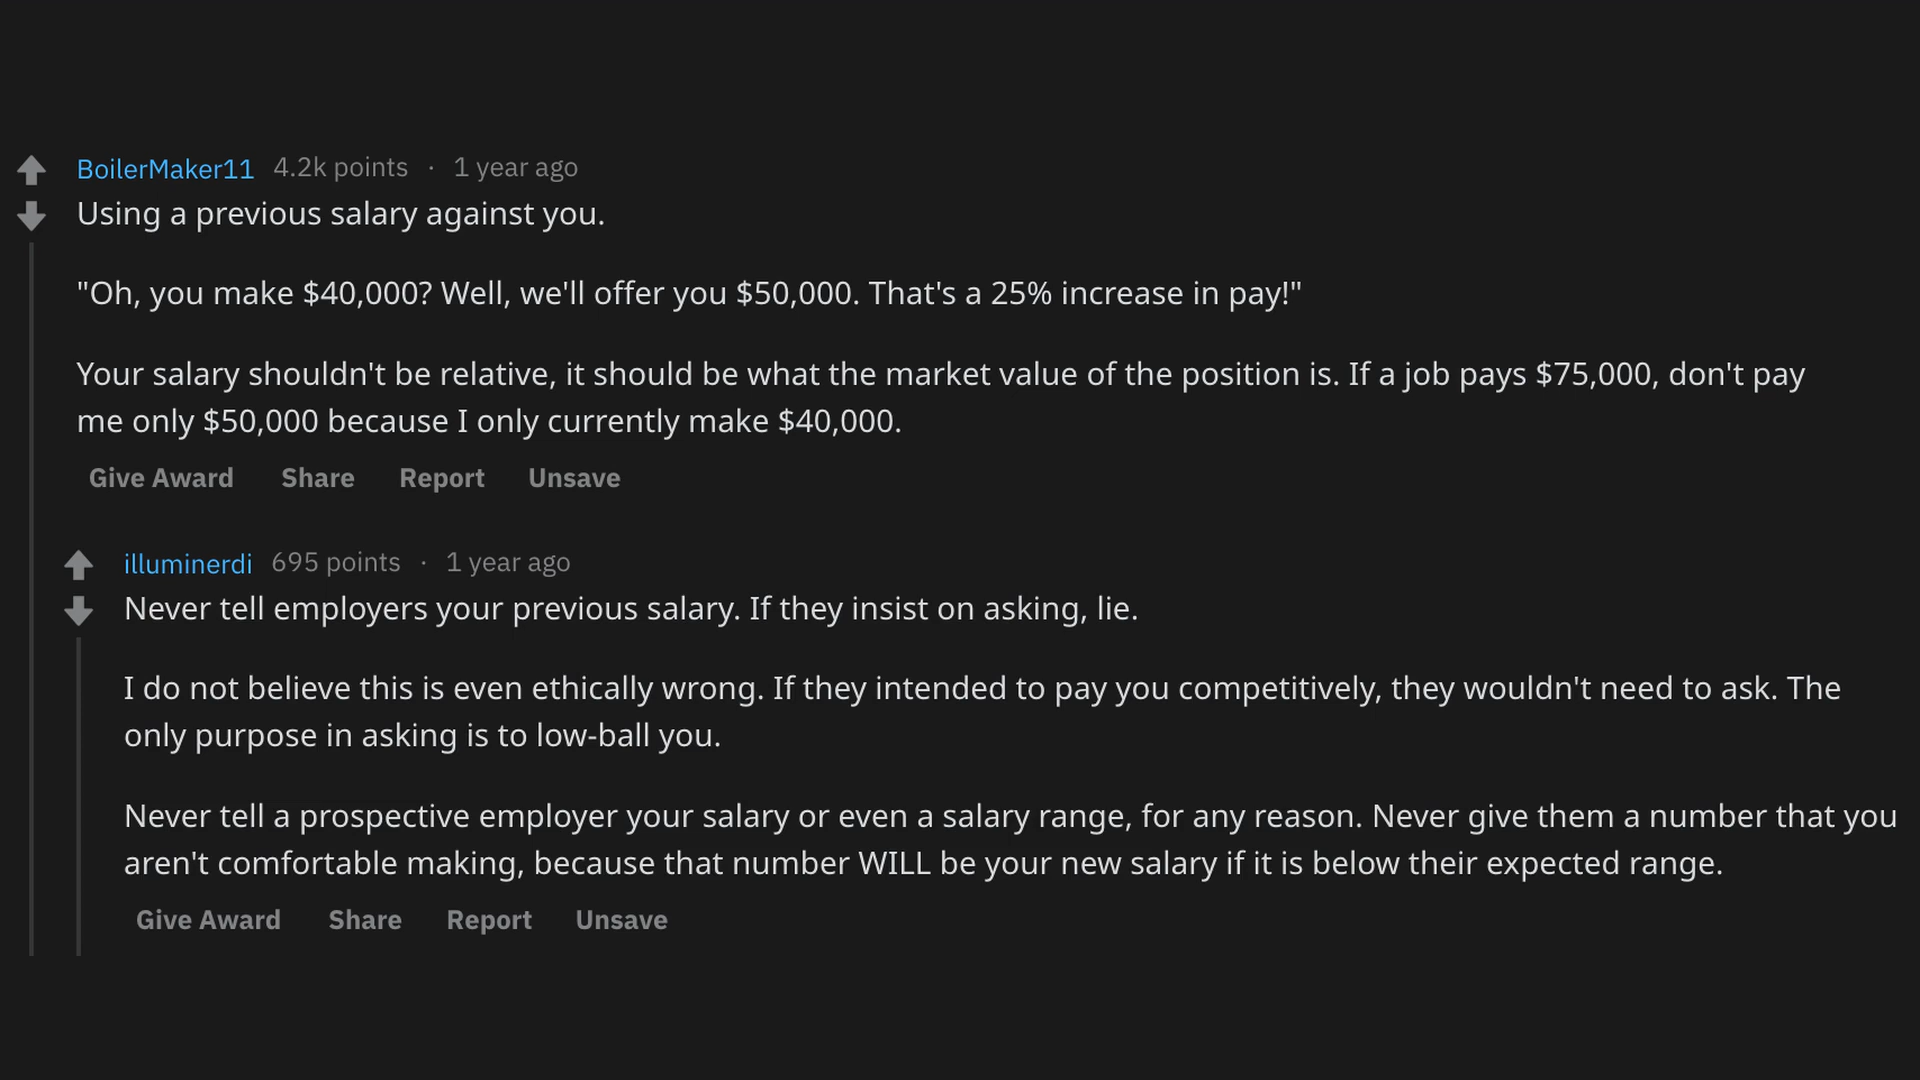 BoilerMaker11 4.2k points · 1 year ago
Using a previous salary against you.
"Oh, you make $40,000? Well, we'll offer you $50,000. That's a 25% increase in pay!"
Your salary shouldn't be relative, it should be what the market value of the position is. If a job pays $75,000, don't pay
me only $50,000 because I only currently make $40,000.
Give Award Share Report Unsave
illuminerdi 695 points · 1 year ago
Never tell employers your previous salary. If they insist on asking, lie.
I do not believe this is even ethically wrong. If they intended to pay you competitively, they wouldn't need to ask. The
only purpose in asking is to low-ball you.
Never tell a prospective employer your salary or even a salary range, for any reason. Never give them a number that you
aren't comfortable making, because that number WILL be your new salary if it is below their expected range.
Give Award Share Report Unsave